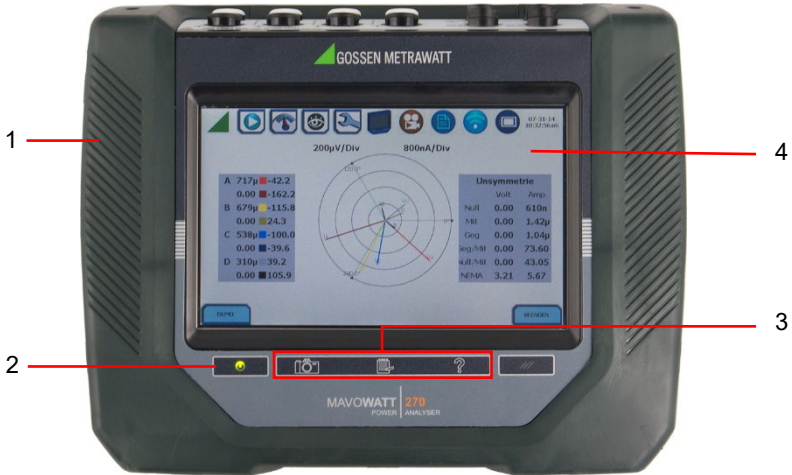 GOSSEN METRAWATT
07-31-14
10:32:56am
200µV/Div 800nA/Div
120°
0°
240°
A 717µ -42.2
0.00 -162.2
B 679µ -115.8
0.00 24.3
C 538µ -100.0
0.00 -39.6
D 310µ 39.2
0.00 105.9
Unsymmetrie
Volt Amp
Null 0.00 610n
Mit 0.00 1.42µ
Geg 0.00 1.04µ
Geg/Mit 0.00 73.60
Null/Mit 0.00 43.05
NEMA 3.21 5.67
BEENDEN
?
MAVOWATT 270
POWER ANALYSER
1
2
3
4